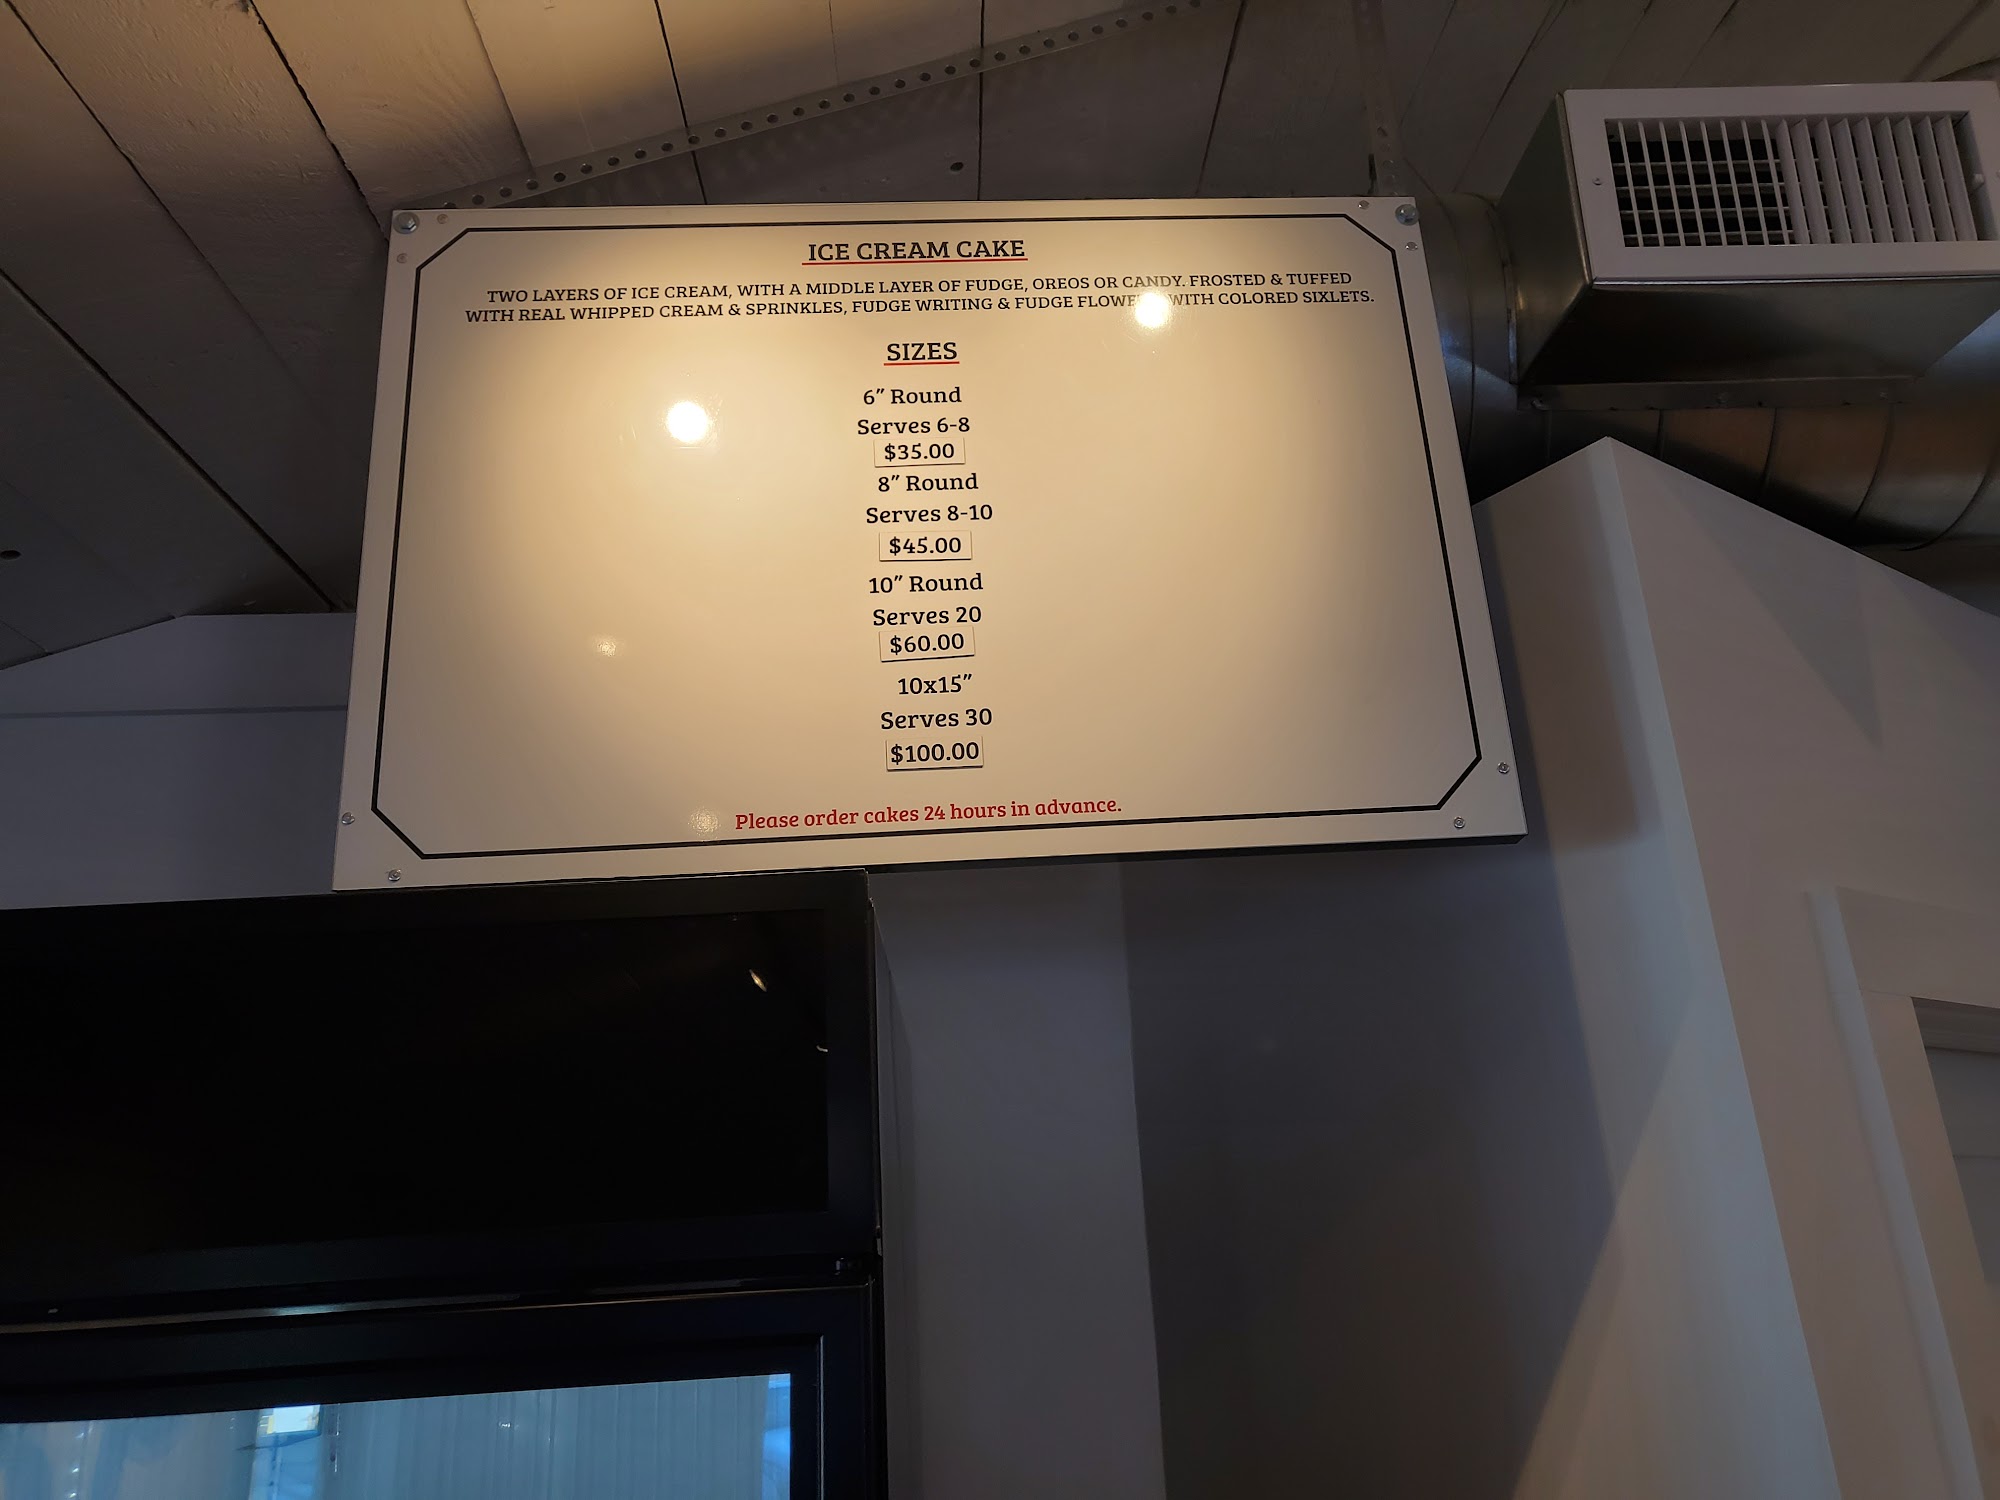 ICE CREAM CAKE
TWO LAYERS OF ICE CREAM, WITH A MIDDLE LAYER OF FUDGE, OREOS OR CANDY. FROSTED & TUFFED
WITH REAL WHIPPED CREAM & SPRINKLES, FUDGE WRITING & FUDGE WITH COLORED SIXLETS.
SIZES
6″ Round
Serves 6-8
$35.00
8″ Round
Serves 8-10
$45.00
10″ Round
Serves 20
$60.00
10x15″
Serves 30
$100.00
Please order cakes 24 hours in advance.